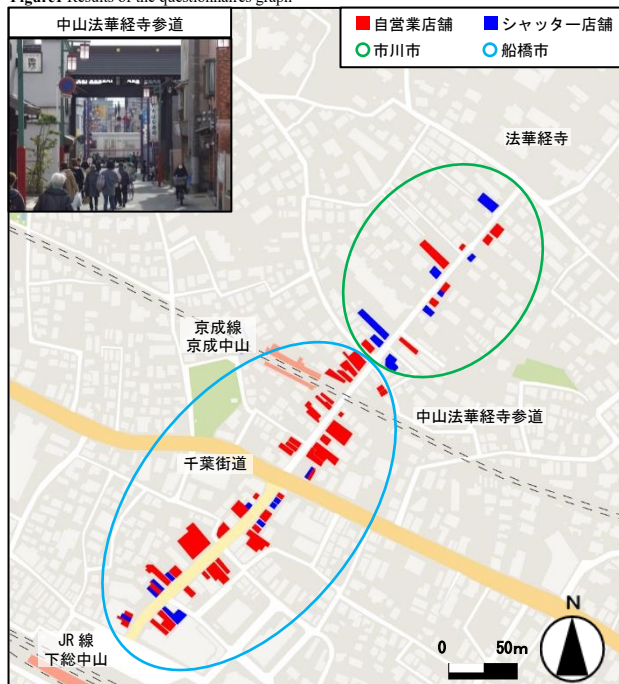 Figure1 Results of the questionnaires graph
中山法華経寺参道
自営業店舗
シャッター店舗
市川市
船橋市
法華経寺
京成線
京成中山
中山法華経寺参道
千葉街道
JR 線
下総中山
0 50m
N